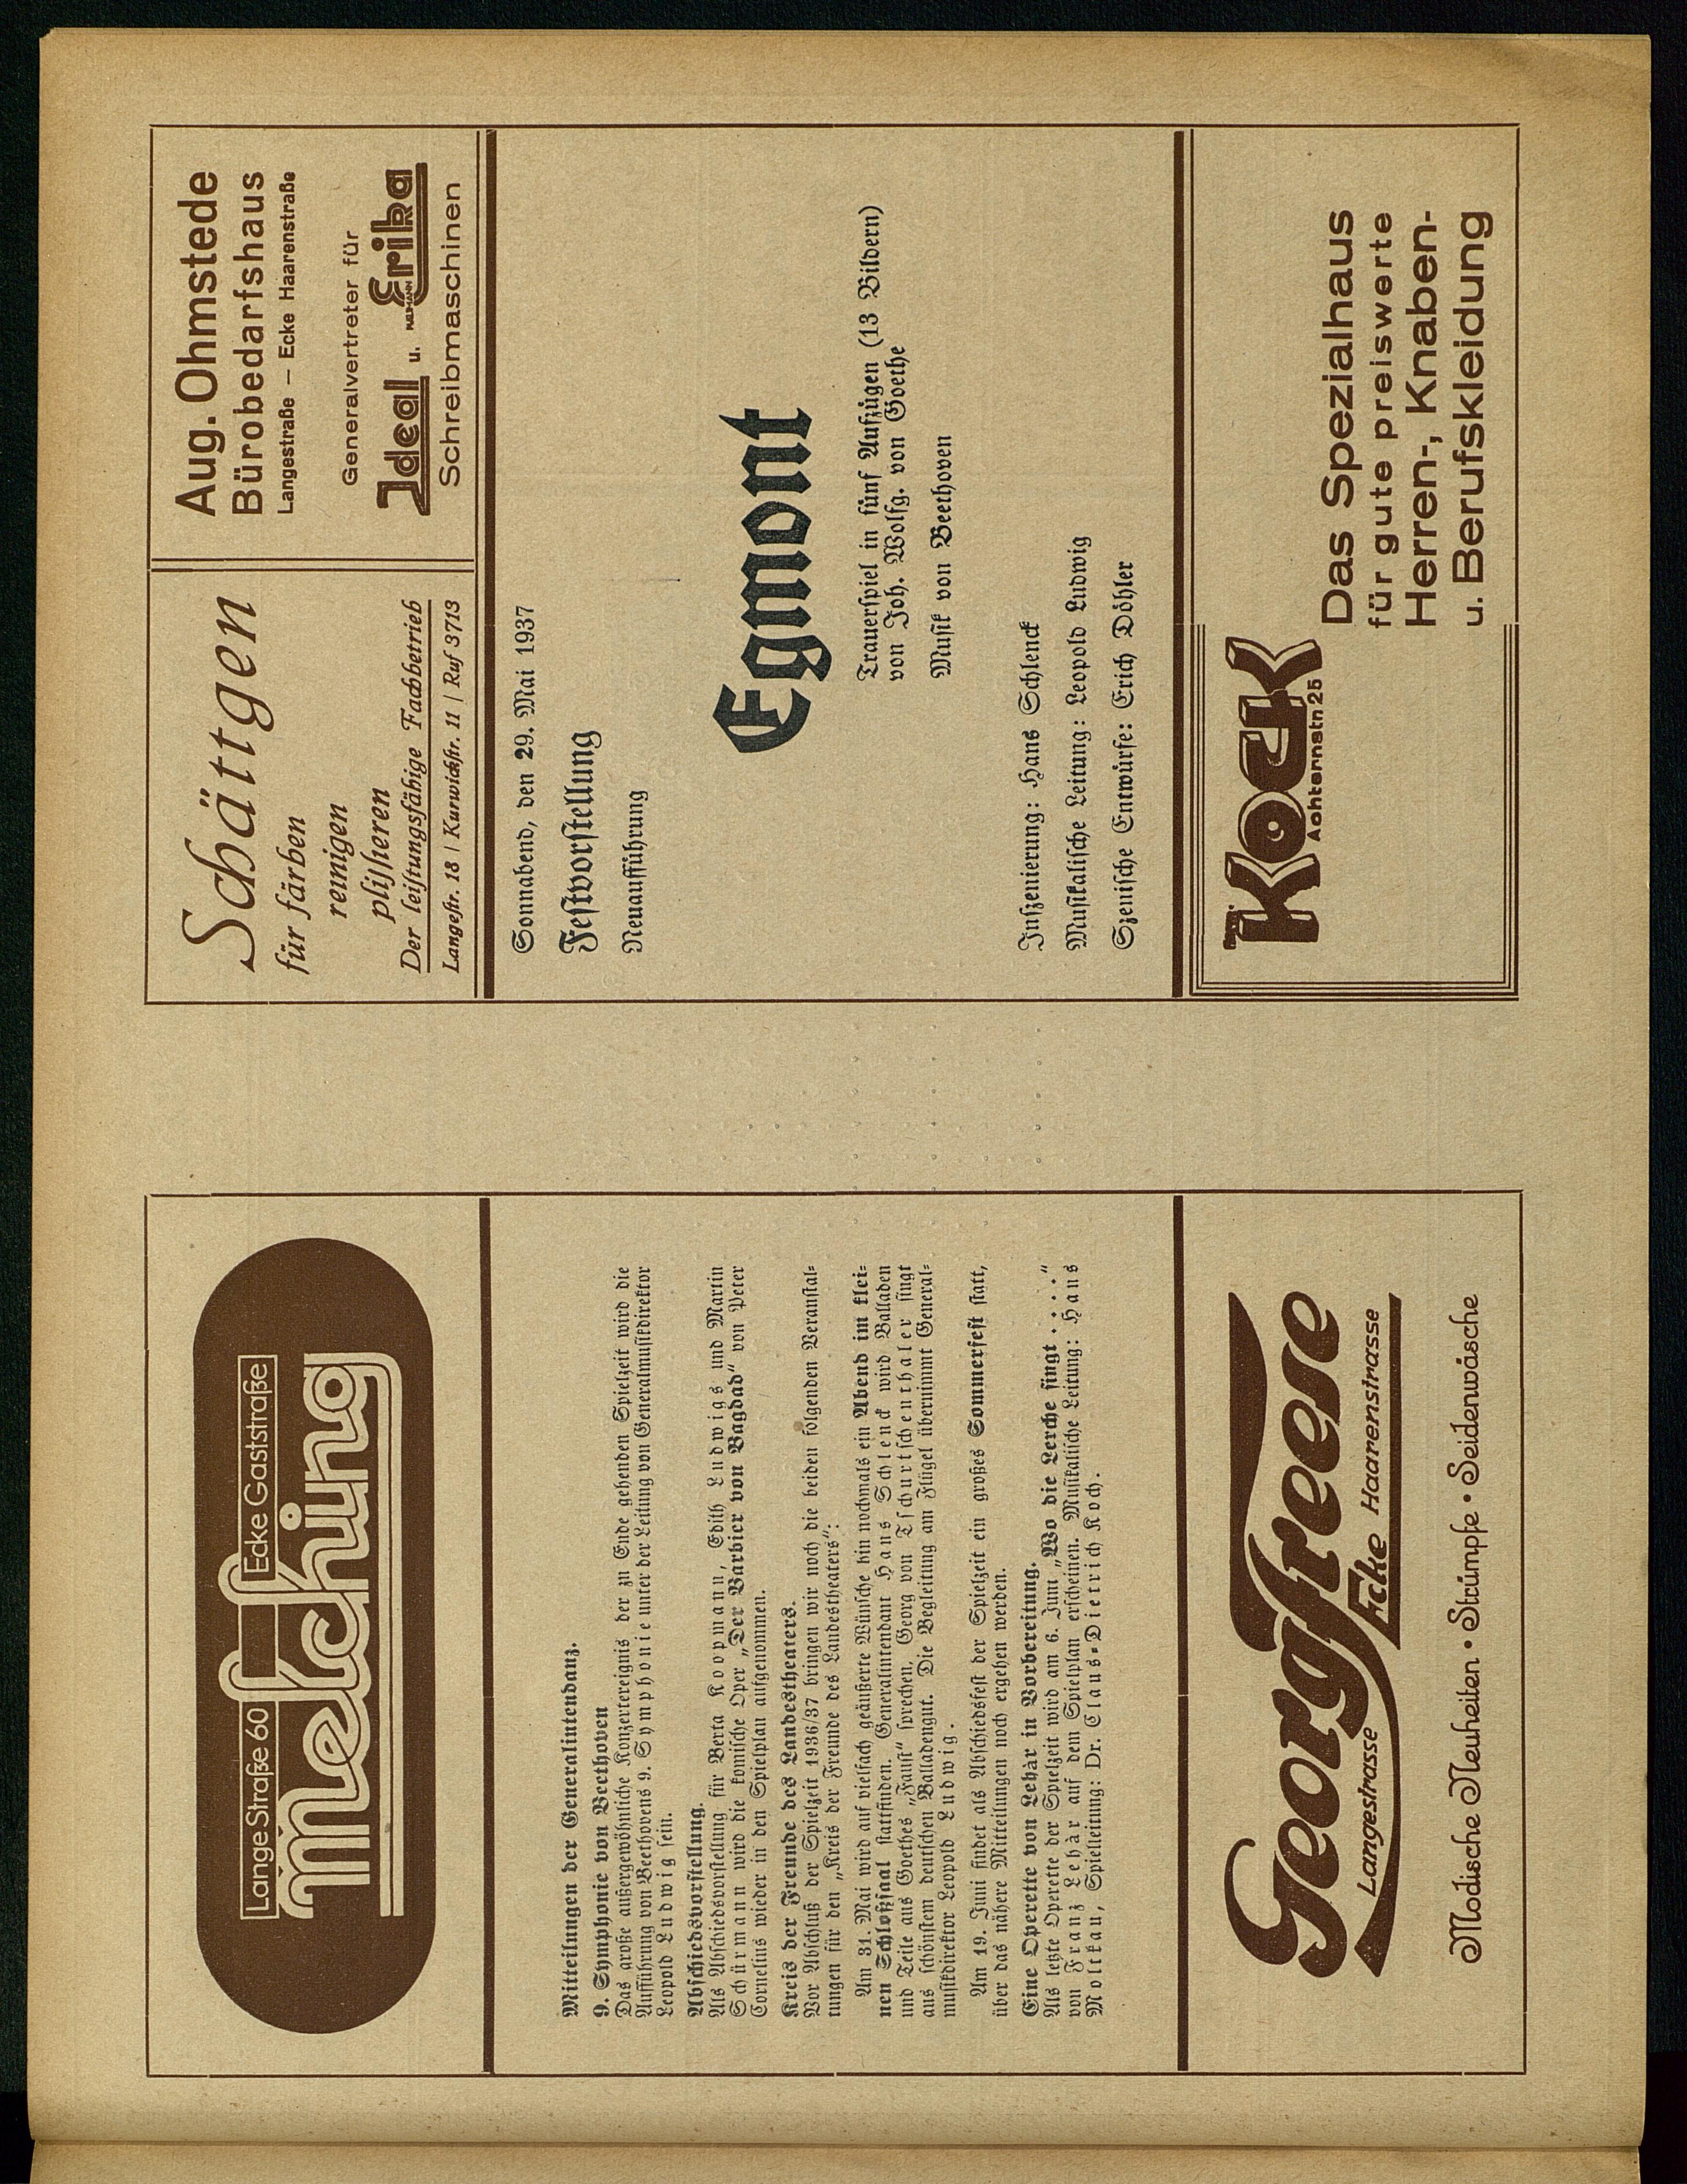 Lange Straße 60
Ecke Gaststraße
Melching
Mitteilungen der Generalintendanz.
9. Symphonie von Beethoven
Das große außergewöhnliche Konzertereignis der zu Ende gehenden Spielzeit wird die
Aufführung von Beethovens 9. Symphonie unter der Leitung von Generalmusikdirektor
Leopold Ludwig sein.
Abschiedsvorstellung.
Als Abschiedsvorstellung für Berta Koopmann, Edith Ludwigs und Martin
Schürmann wird die komische Oper „Der Barbier von Bagdad“ von Peter
Cornelius wieder in den Spielplan aufgenommen.
Kreis der Freunde des Landestheaters.
Vor Abschluß der Spielzeit 1936/37 bringen wir noch die beiden folgenden Veranstal-
tungen für den „Kreis der Freunde des Landestheaters“:
Am 31. Mai wird auf vielfach geäußerte Wünsche hin nochmals ein Abend im klei-
nen Schloßsaal stattfinden. Generalintendant Hans Schlenck wird Balladen
und Teile aus Goethes „Faust“ sprechen, Georg von Tschurtschenthaler singt
aus schönstem deutschen Balladengut. Die Begleitung am Flügel übernimmt General-
musikdirektor Leopold Ludwig.
Am 19. Juni findet als Abschiedsfest der Spielzeit ein großes Sommerfest statt,
über das nähere Mitteilungen noch ergehen werden.
Eine Operette von Lehár in Vorbereitung.
Als letzte Operette der Spielzeit wird am 6. Juni „Wo die Lerche singt . . . .“
von Franz Lehár auf dem Spielplan erscheinen. Musikalische Leitung: Hans
Moltkau, Spielleitung: Dr. Claus-Dietrich Koch.
Georg Freese
Langestrasse Ecke Haarenstrasse
Modische Neuheiten • Strümpfe • Seidenwäsche
Schättgen
für färben
reinigen
plissieren
Der leistungsfähige Fachbetrieb
Langestr. 18 | Kurwickstr. 11 | Ruf 3713
Aug. Ohmstede
Bürobedarfshaus
Langestraße – Ecke Haarenstraße
Generalvertreter für
Ideal u. NAUMANN Erika
Schreibmaschinen
Sonnabend, den 29. Mai 1937
Festvorstellung
Neuaufführung
Egmont
Trauerspiel in fünf Aufzügen (13 Bildern)
von Joh. Wolfg. von Goethe
Musik von Beethoven
Inszenierung: Hans Schlenck
Musikalische Leitung: Leopold Ludwig
Szenische Entwürfe: Erich Döhler
Koch
Achternstr. 25
Das Spezialhaus
für gute preiswerte
Herren-, Knaben-
u. Berufskleidung